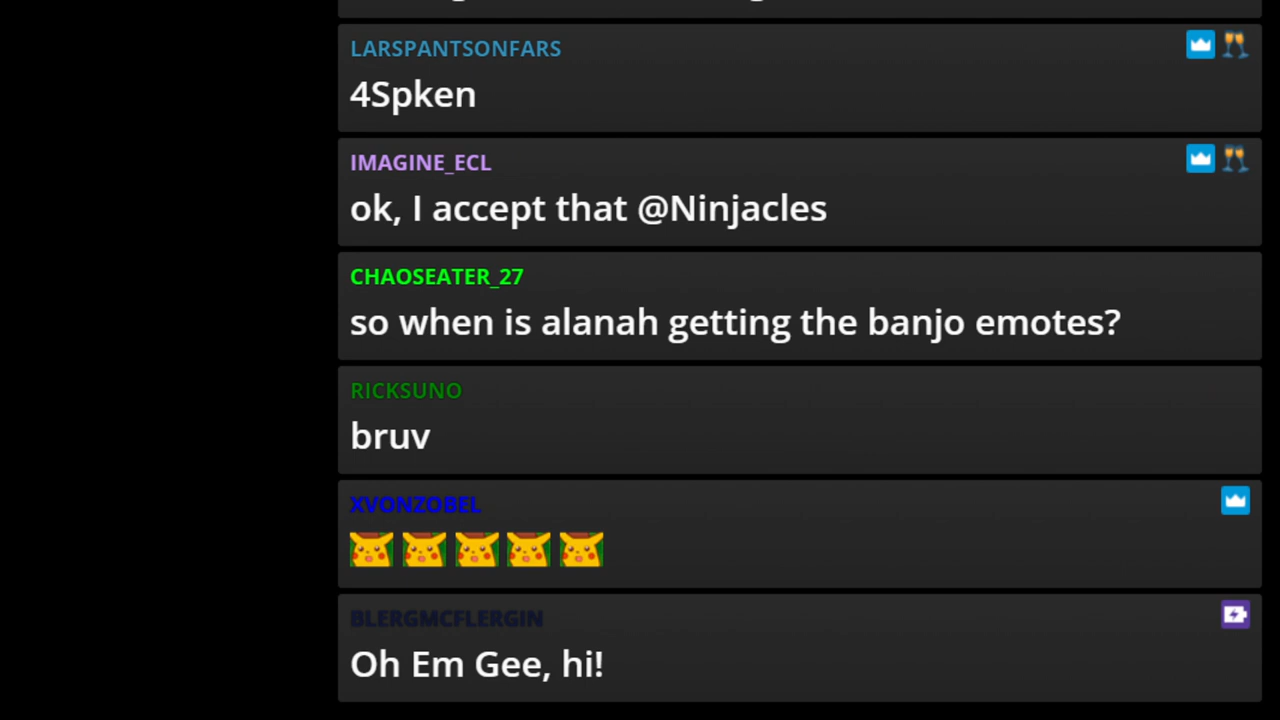 LARSPANTSONFARS
4Spken
IMAGINE_ECL
ok, I accept that @Ninjacles
CHAOSEATER_27
so when is alanah getting the banjo emotes?
RICKSUNO
bruv
XVONZOBEL
BLERGMCFLERGIN
Oh Em Gee, hi!